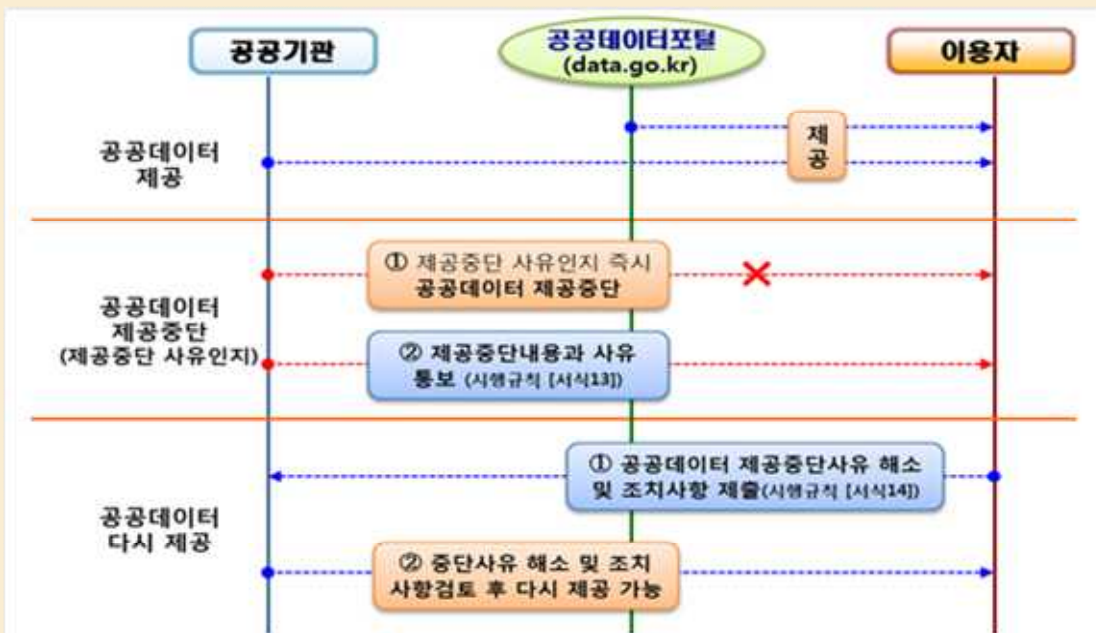 공공기관
공공데이터포털
(data.go.kr)
이용자
공공데이터
제공
제
공
공공데이터
제공중단
(제공중단 사유인지)
① 제공중단 사유인지 즉시
공공데이터 제공중단
② 제공중단내용과 사유
통보 (시행규칙 [서식13])
공공데이터
다시 제공
① 공공데이터 제공중단사유 해소
및 조치사항 제출(시행규칙 [서식14])
② 중단사유 해소 및 조치
사항검토 후 다시 제공 가능